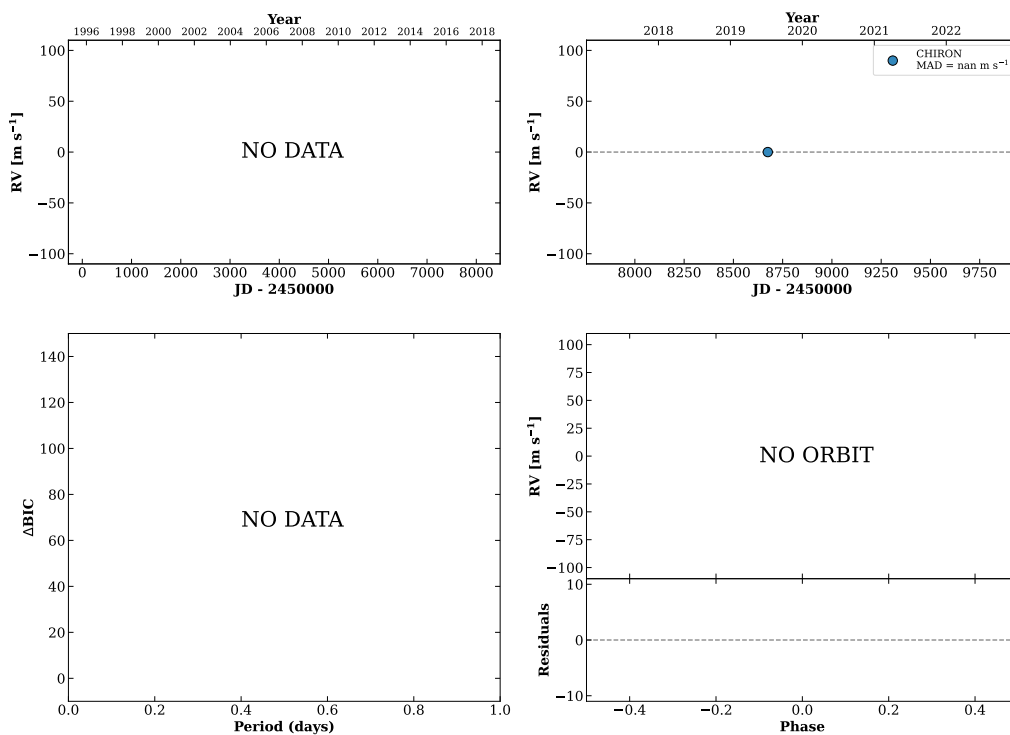 Year
1996 1998 2000 2002 2004 2006 2008 2010 2012 2014 2016 2018
100
50
0
−50
−100
RV [m s⁻¹]
NO DATA
0 1000 2000 3000 4000 5000 6000 7000 8000
JD - 2450000
Year
2018 2019 2020 2021 2022
100
50
0
−50
−100
RV [m s⁻¹]
CHIRON
MAD = nan m s⁻¹
8000 8250 8500 8750 9000 9250 9500 9750
JD - 2450000
140
120
100
80
60
40
20
0
ΔBIC
NO DATA
0.0 0.2 0.4 0.6 0.8 1.0
Period (days)
100
75
50
25
0
−25
−50
−75
−100
RV [m s⁻¹]
NO ORBIT
10
0
−10
Residuals
−0.4 −0.2 0.0 0.2 0.4
Phase